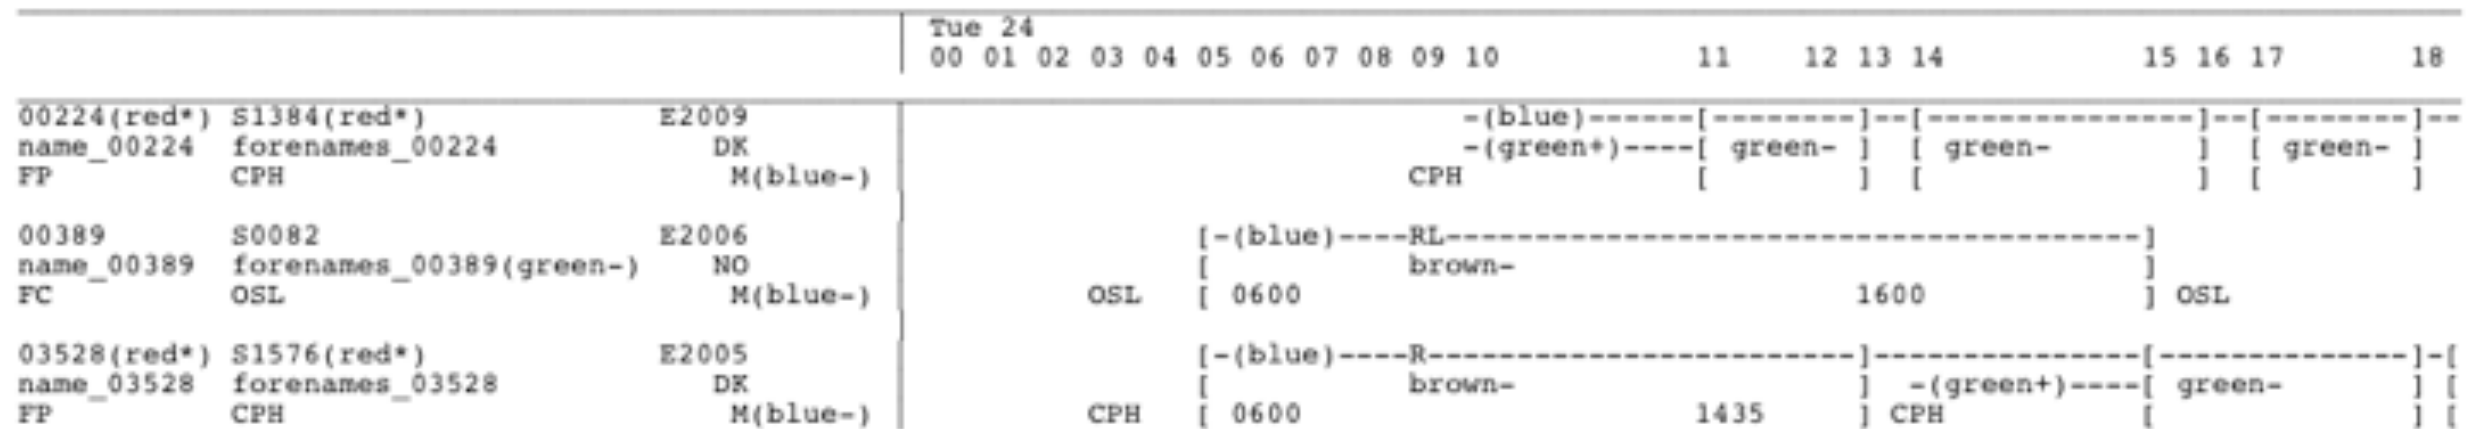 Tue 24
00 01 02 03 04 05 06 07 08 09 10 11 12 13 14 15 16 17 18
00224(red*) S1384(red*) E2009 -(blue)------[--------]--[---------------]--[--------]--
name_00224 forenames_00224 DK -(green+)----[ green- ] [ green- ] [ green- ]
FP CPH M(blue-) CPH [ ] [ ] [ ]
00389 S0082 E2006 [-(blue)----RL---------------------------------------]
name_00389 forenames_00389(green-) NO [ brown- ]
FC OSL M(blue-) OSL [ 0600 1600 ] OSL
03528(red*) S1576(red*) E2005 [-(blue)----R------------------------]---------------[--------------]-[
name_03528 forenames_03528 DK [ brown- ] -(green+)----[ green- ] [
FP CPH M(blue-) CPH [ 0600 1435 ] CPH [ ] [